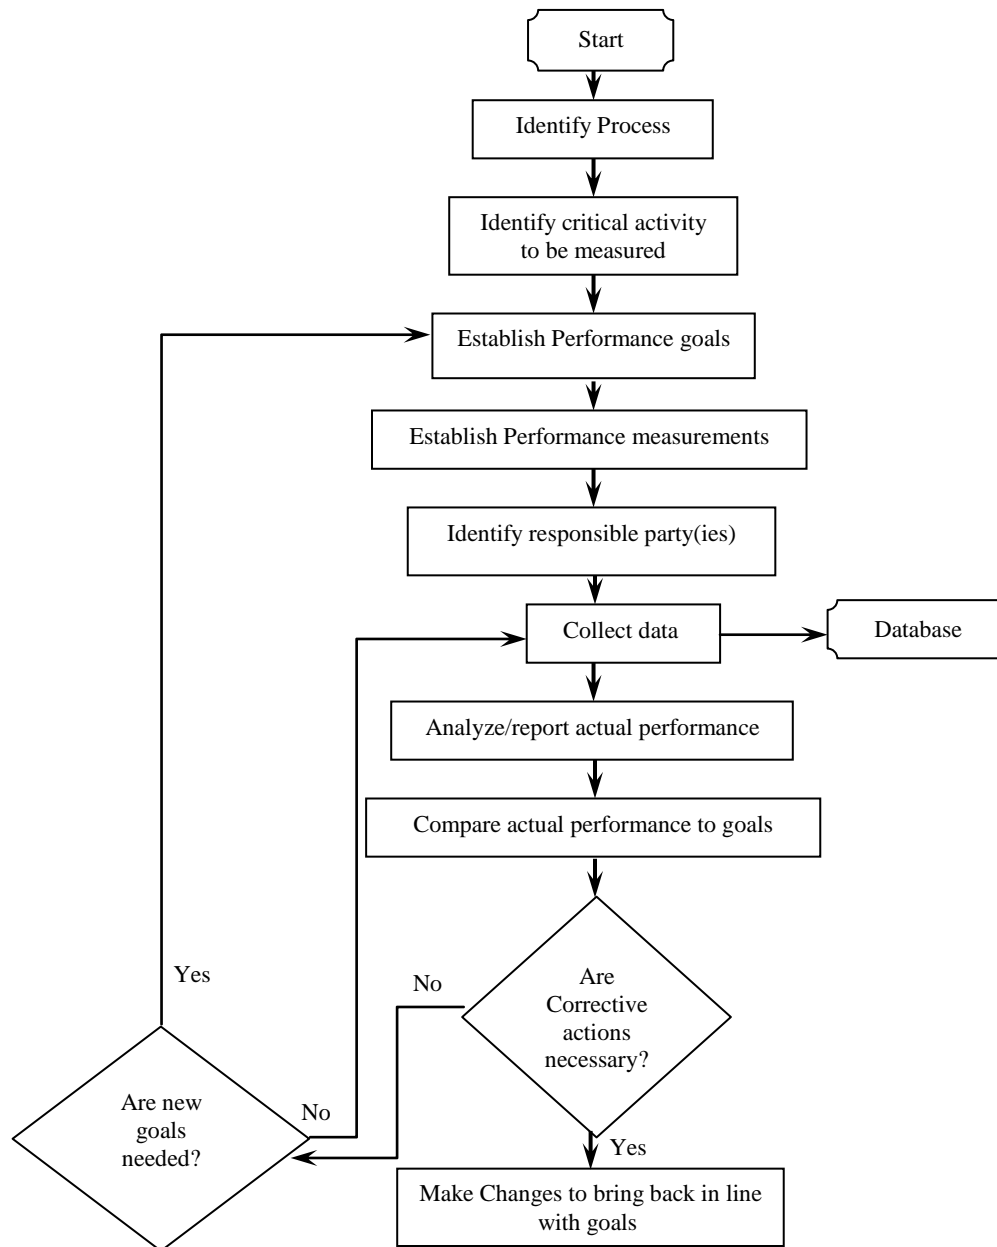 Start
Identify Process
Identify critical activity
to be measured
Establish Performance goals
Establish Performance measurements
Identify responsible party(ies)
Collect data
Database
Analyze/report actual performance
Compare actual performance to goals
Are
Corrective
actions
necessary?
No
Yes
Are new
goals
needed?
No
Yes
Make Changes to bring back in line
with goals